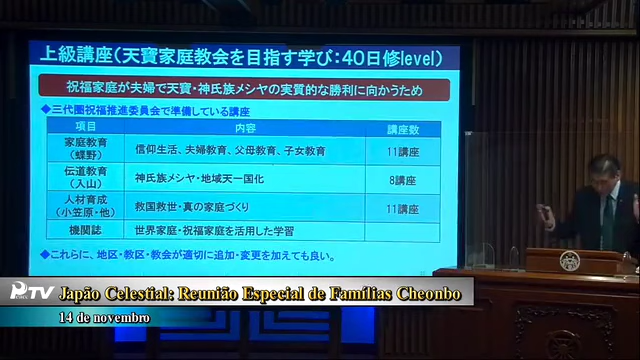 上級講座(天寶家庭教会を目指す学び:40日修level)
祝福家庭が夫婦で天寶・神氏族メシヤの実質的な勝利に向かうため
◆三代圏祝福推進委員会で準備している講座
項目 内容 講座数
家庭教育
(蝶野) 信仰生活、夫婦教育、父母教育、子女教育 11講座
伝道教育
(入山) 神氏族メシヤ・地域天一国化 8講座
人材育成
(小笠原・他) 救国救世・真の家庭づくり 11講座
機関誌 世界家庭・祝福家庭を活用した学習
◆これらに、地区・教区・教会が適切に追加・変更を加えても良い。
TV Japão Celestial: Reunião Especial de Famílias Cheonbo
14 de novembro